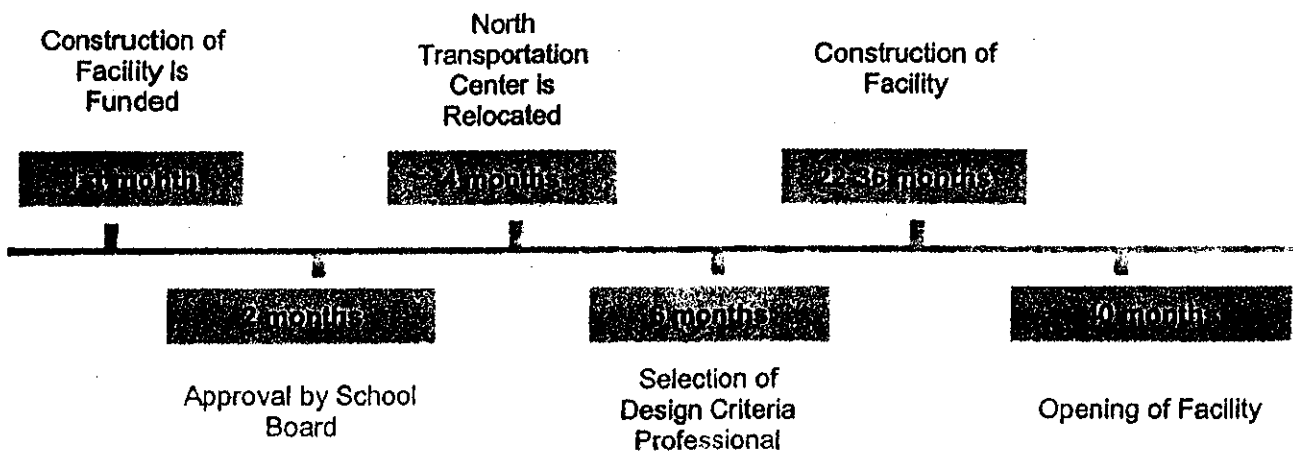 Construction of
Facility is
Funded
month
2 months
Approval by School
Board
North
Transportation
Center is
Relocated
4 months
6 months
Selection of
Design Criteria
Professional
Construction of
Facility
22-36 months
months
Opening of Facility